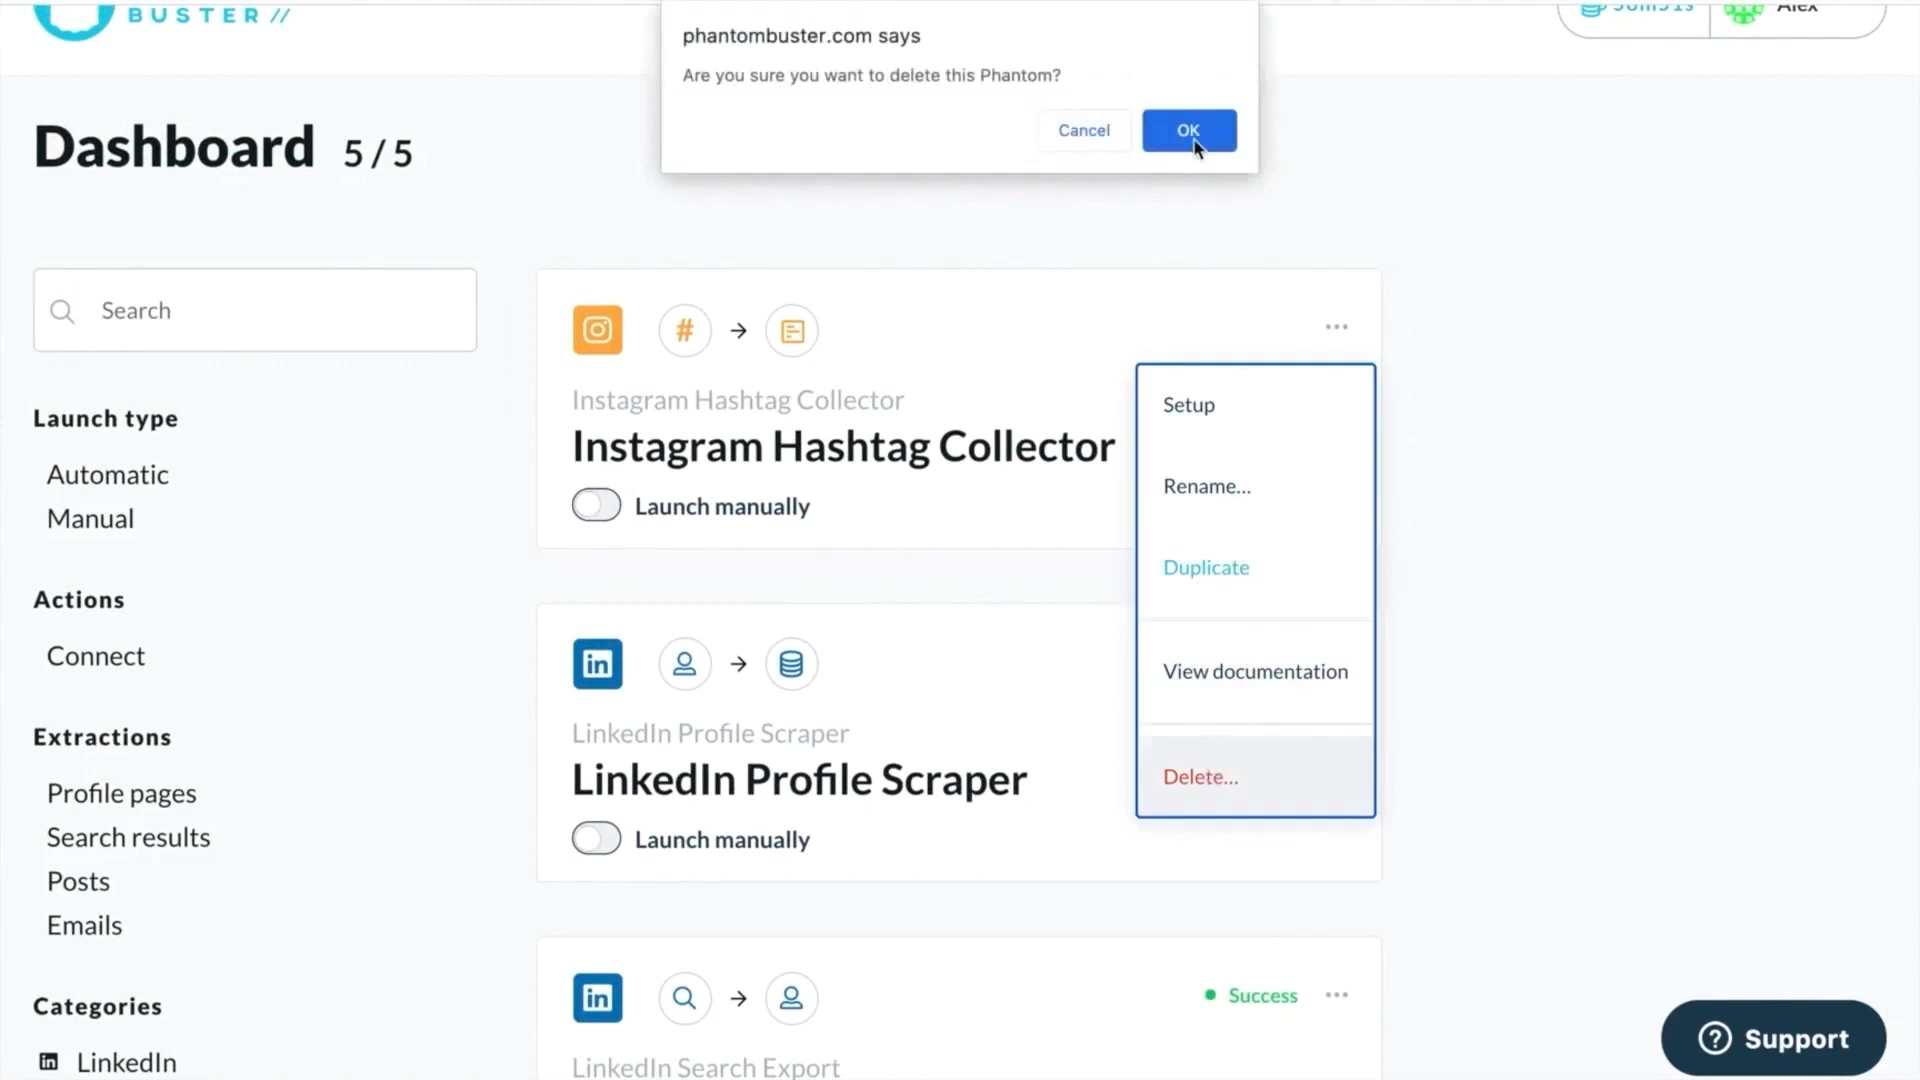 BUSTER //
Alex
phantombuster.com says
Are you sure you want to delete this Phantom?
Cancel
OK
Dashboard 5 / 5
Search
Launch type
Automatic
Manual
Actions
Connect
Extractions
Profile pages
Search results
Posts
Emails
Categories
LinkedIn
#
Instagram Hashtag Collector
Instagram Hashtag Collector
Launch manually
Setup
Rename...
Duplicate
View documentation
Delete...
in
LinkedIn Profile Scraper
LinkedIn Profile Scraper
Launch manually
in
Success
LinkedIn Search Export
? Support